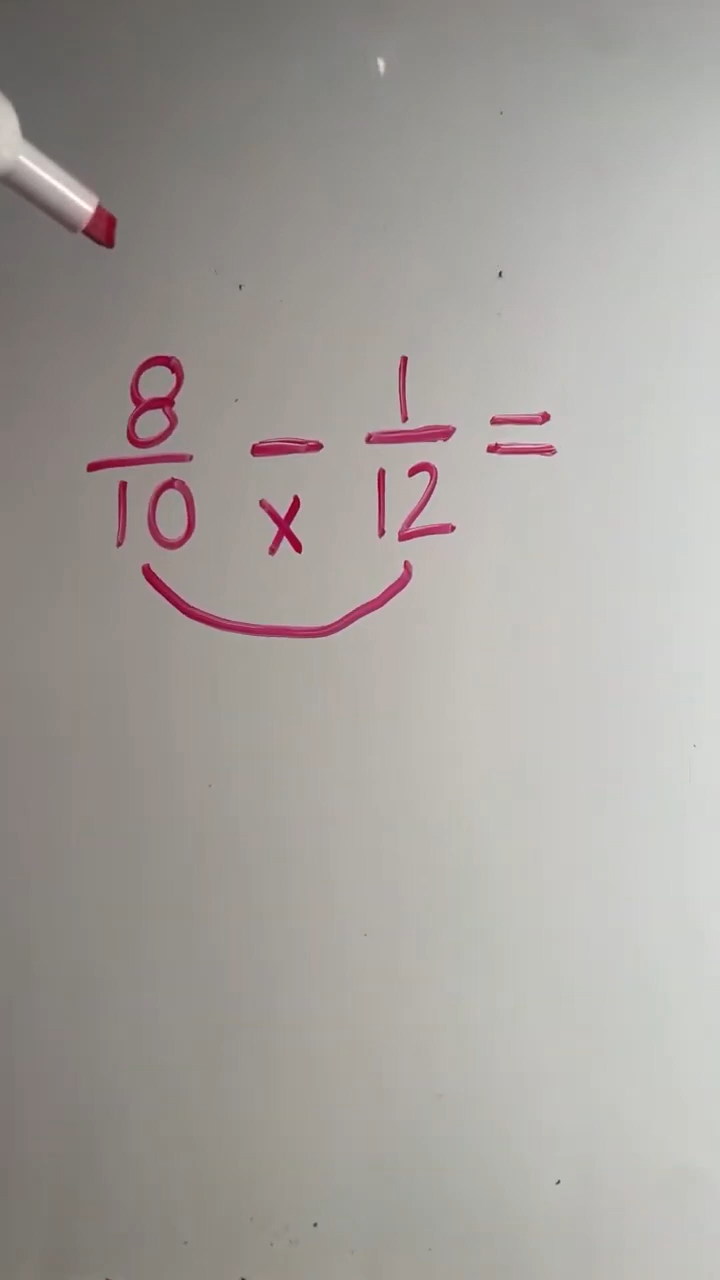 8/10 − 1/12 =
×